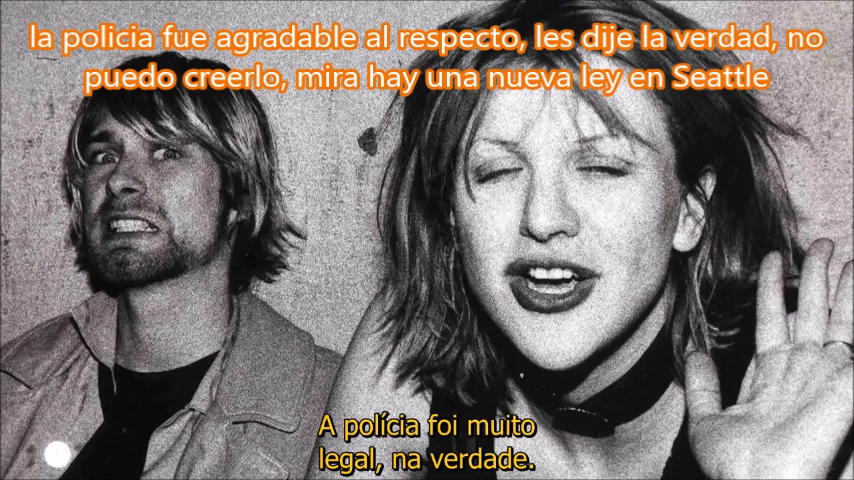 la policia fue agradable al respecto, les dije la verdad, no
puedo creerlo, mira hay una nueva ley en Seattle
A polícia foi muito
legal, na verdade.